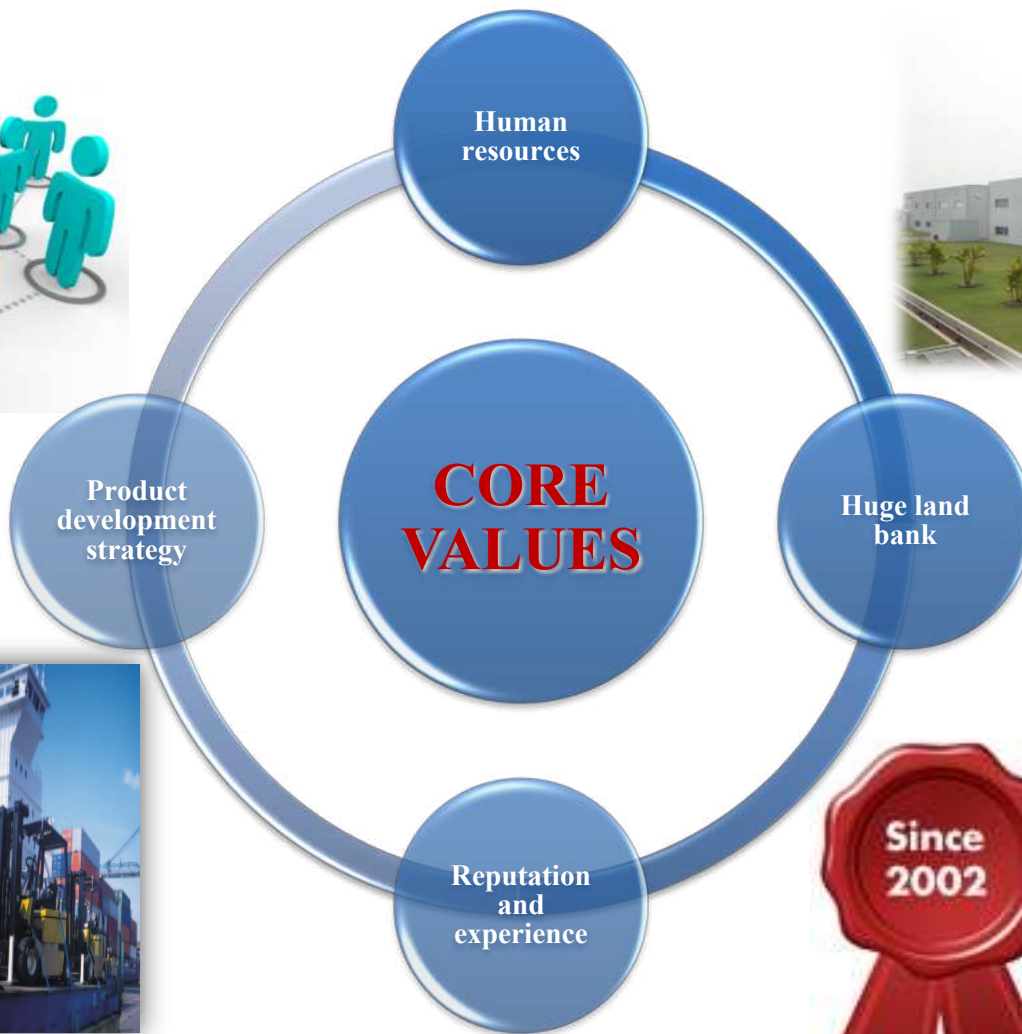 Human
resources
Product
development
strategy
CORE
VALUES
Huge land
bank
Reputation
and
experience
Since
2002